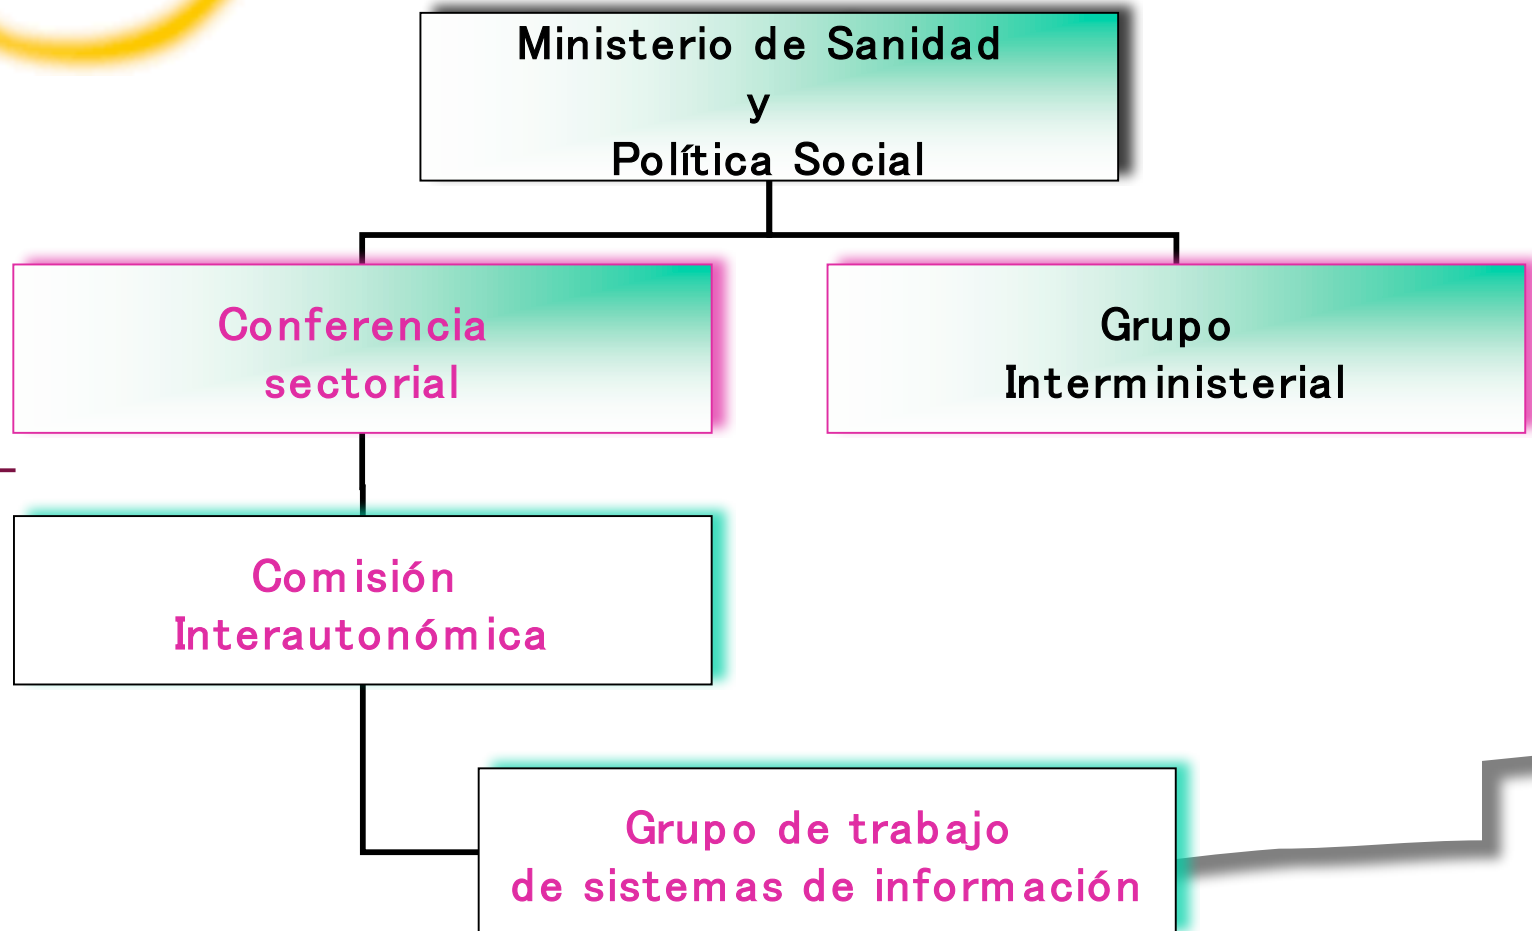 Ministerio de Sanidad
y
Política Social
Conferencia
sectorial
Grupo
Interministerial
Comisión
Interautonómica
Grupo de trabajo
de sistemas de información